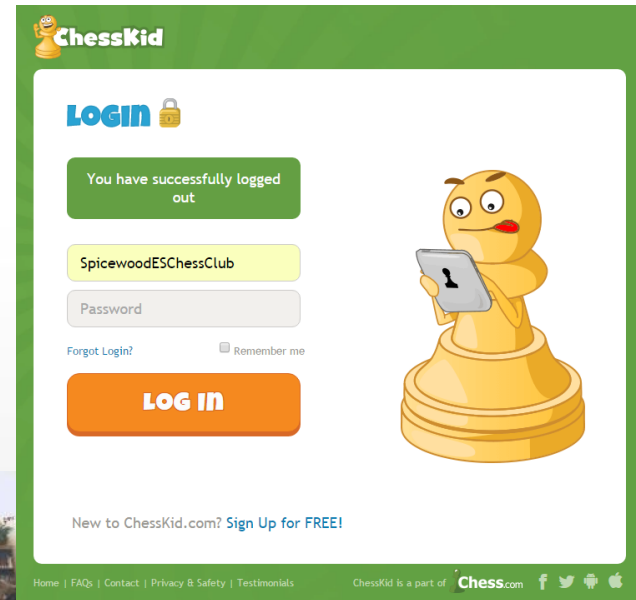 ChessKid
LOGIN
You have successfully logged
out
SpicewoodESChessClub
Password
Forgot Login?
Remember me
LOG IN
New to ChessKid.com? Sign Up for FREE!
Home | FAQs | Contact | Privacy & Safety | Testimonials
ChessKid is a part of Chess.com